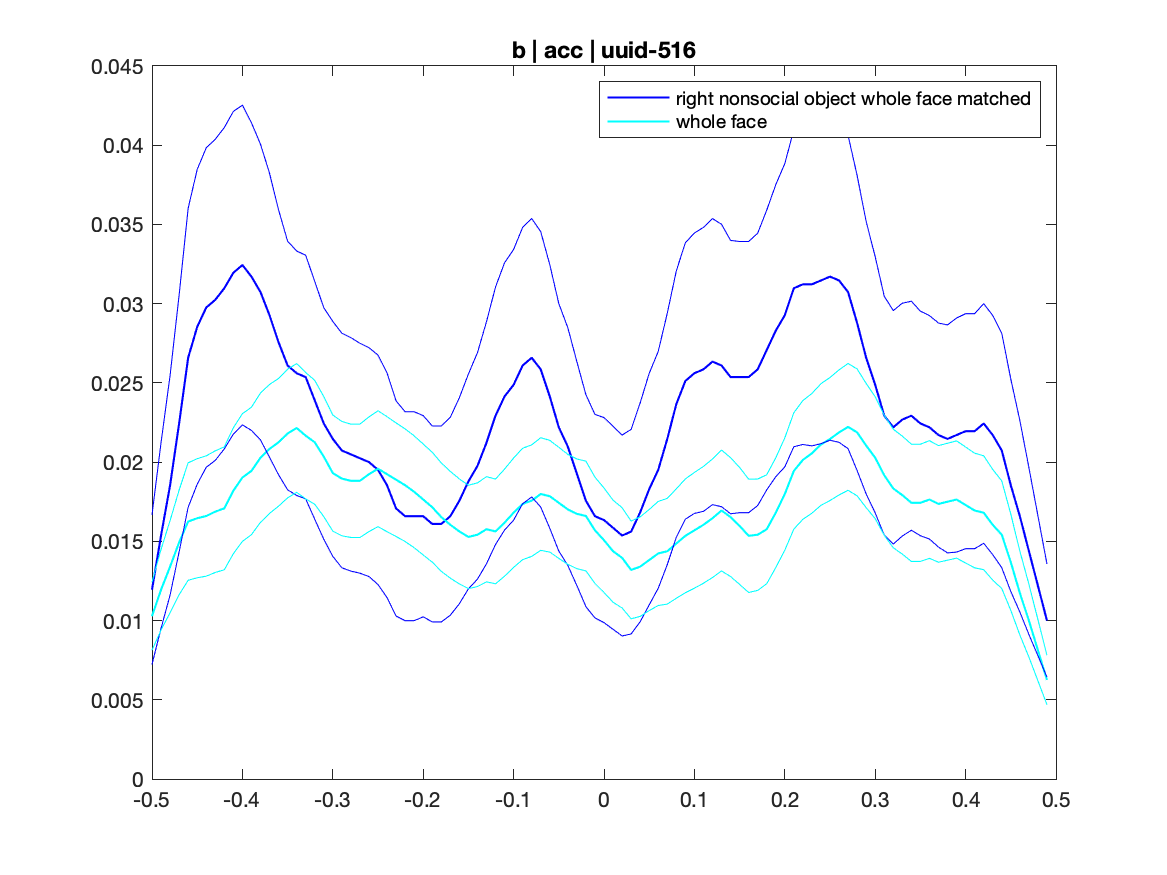 b | acc | uuid-516
0.045
0.04
0.035
0.03
0.025
0.02
0.015
0.01
0.005
0
right nonsocial object whole face matched
whole face
-0.5 -0.4 -0.3 -0.2 -0.1 0 0.1 0.2 0.3 0.4 0.5